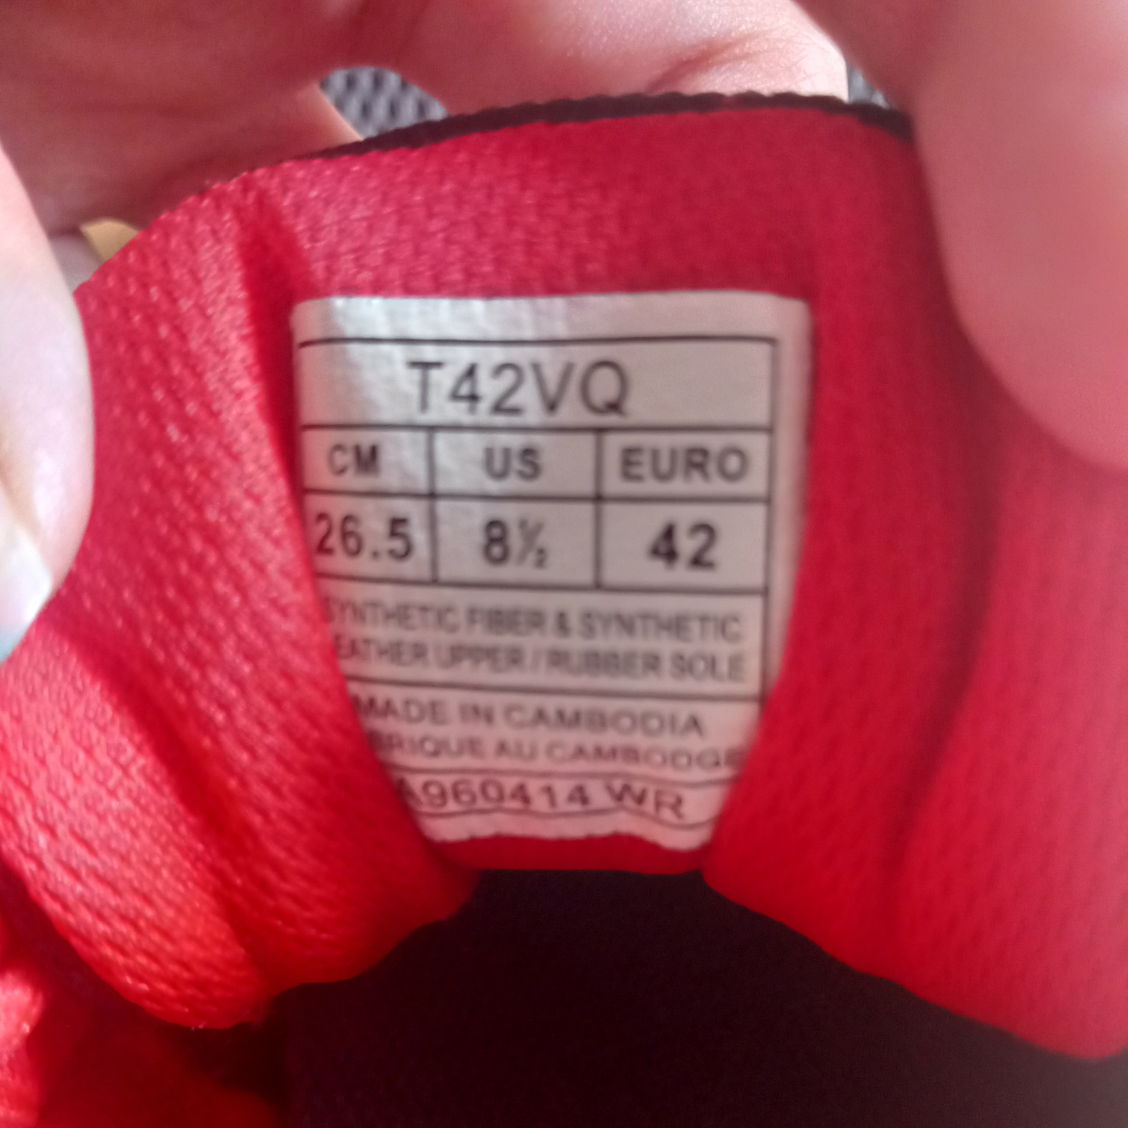 T42VQ
CM US EURO
26.5 8½ 42
SYNTHETIC FIBER & SYNTHETIC
LEATHER UPPER / RUBBER SOLE
MADE IN CAMBODIA
BRIQUE AU CAMBODGE
A960414 WR